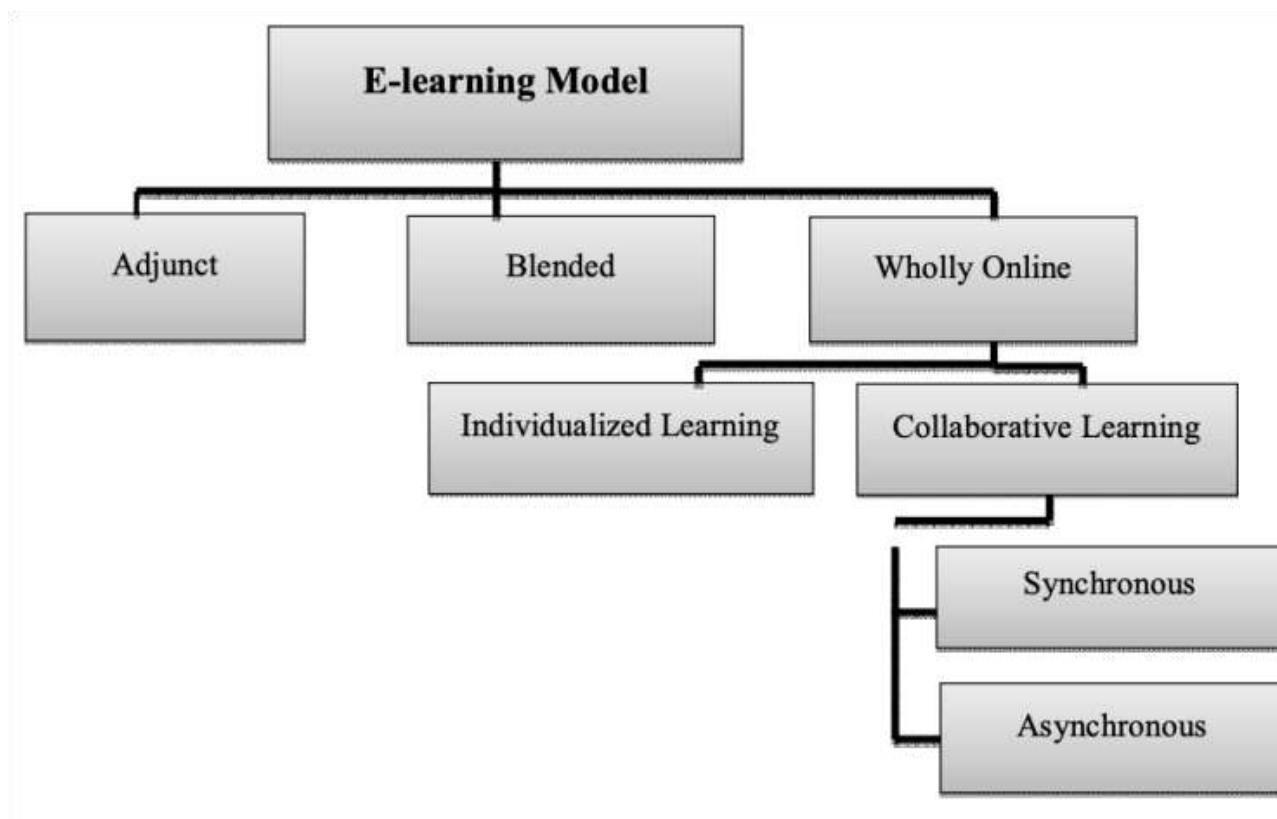 E-learning Model
Adjunct
Blended
Wholly Online
Individualized Learning
Collaborative Learning
Synchronous
Asynchronous